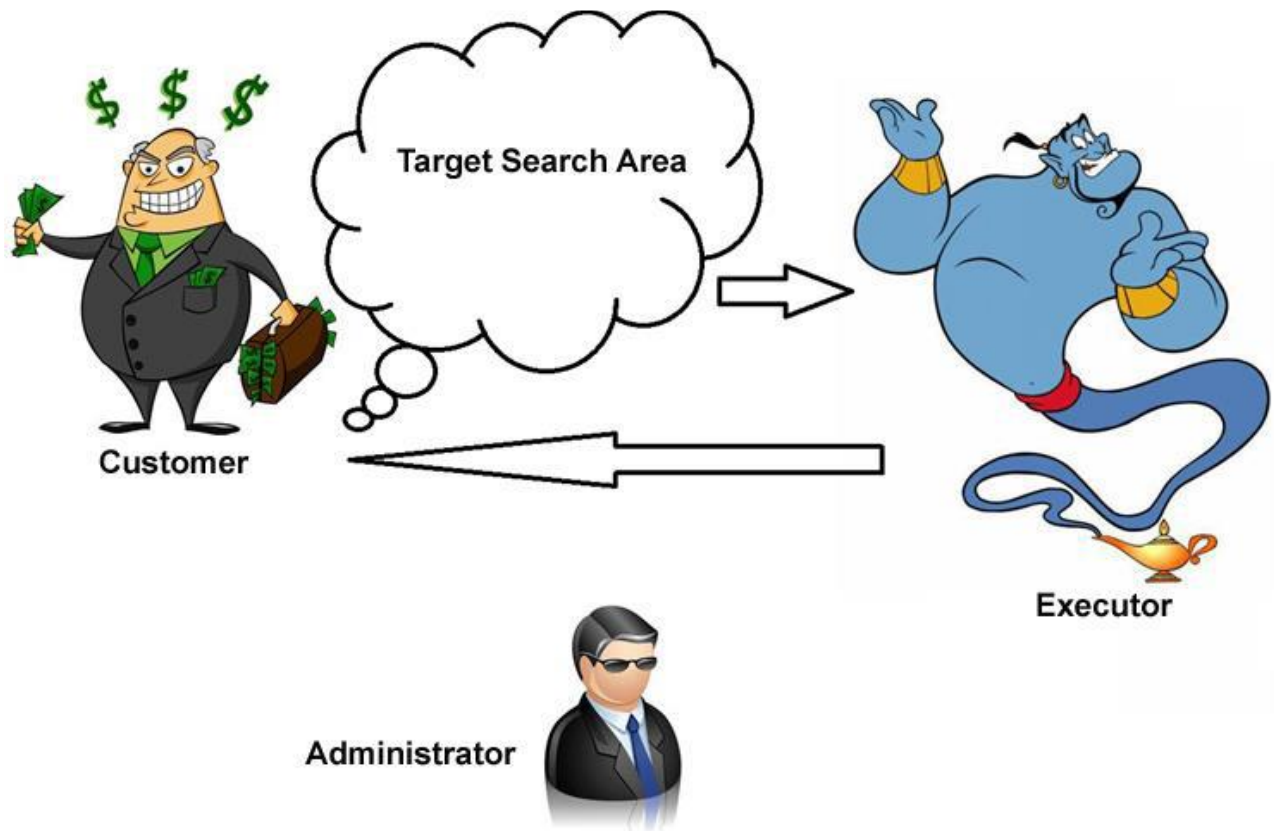 $ $ $
Target Search Area
Customer
Executor
Administrator